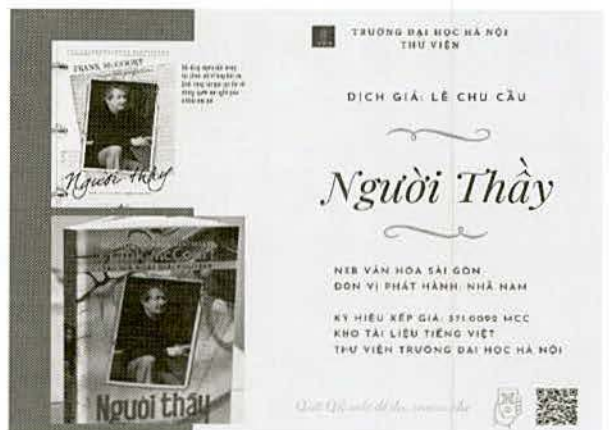 TRƯỜNG ĐẠI HỌC HÀ NỘI
THƯ VIỆN
DỊCH GIẢ: LÊ CHU CẦU
Người Thầy
NXB VĂN HÓA SÀI GÒN
ĐƠN VỊ PHÁT HÀNH: NHÃ NAM
KÝ HIỆU XẾP GIÁ: 371.0092 MCC
KHO TÀI LIỆU TIẾNG VIỆT
THƯ VIỆN TRƯỜNG ĐẠI HỌC HÀ NỘI
FRANK McCOURT
Người thầy
Frank McCourt
Người thầy